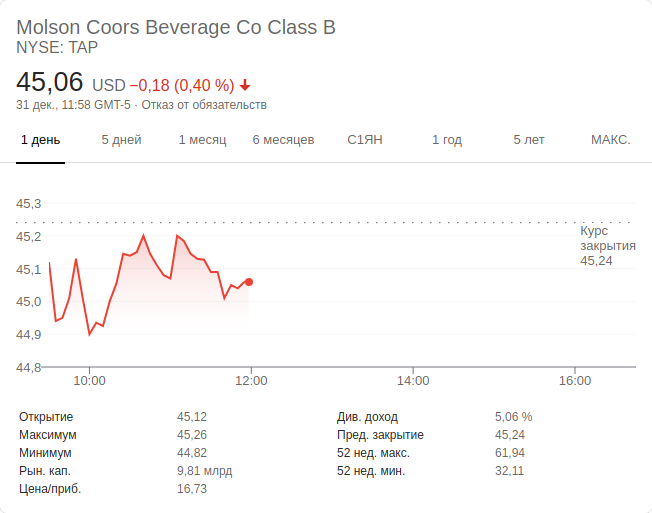 Molson Coors Beverage Co Class B
NYSE: TAP
45,06 USD −0,18 (0,40 %)
31 дек., 11:58 GMT-5 · Отказ от обязательств
1 день 5 дней 1 месяц 6 месяцев С1ЯН 1 год 5 лет МАКС.
45,3
45,2
45,1
45,0
44,9
44,8
Курс
закрытия
45,24
10:00 12:00 14:00 16:00
Открытие 45,12 Див. доход 5,06 %
Максимум 45,26 Пред. закрытие 45,24
Минимум 44,82 52 нед. макс. 61,94
Рын. кап. 9,81 млрд 52 нед. мин. 32,11
Цена/приб. 16,73